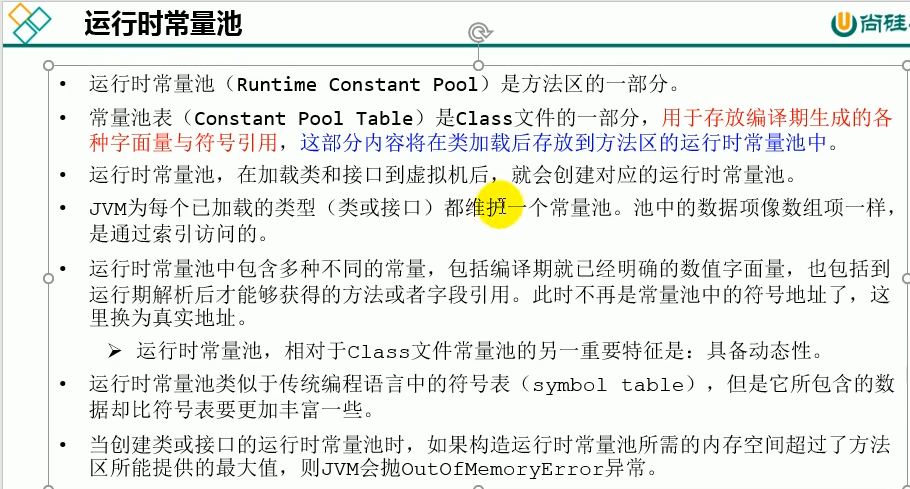 运行时常量池
尚硅
• 运行时常量池（Runtime Constant Pool）是方法区的一部分。
• 常量池表（Constant Pool Table）是Class文件的一部分，用于存放编译期生成的各
种字面量与符号引用，这部分内容将在类加载后存放到方法区的运行时常量池中。
• 运行时常量池，在加载类和接口到虚拟机后，就会创建对应的运行时常量池。
• JVM为每个已加载的类型（类或接口）都维护一个常量池。池中的数据项像数组项一样，
是通过索引访问的。
• 运行时常量池中包含多种不同的常量，包括编译期就已经明确的数值字面量，也包括到
运行期解析后才能够获得的方法或者字段引用。此时不再是常量池中的符号地址了，这
里换为真实地址。
➢ 运行时常量池，相对于Class文件常量池的另一重要特征是：具备动态性。
• 运行时常量池类似于传统编程语言中的符号表（symbol table），但是它所包含的数
据却比符号表要更加丰富一些。
• 当创建类或接口的运行时常量池时，如果构造运行时常量池所需的内存空间超过了方法
区所能提供的最大值，则JVM会抛OutOfMemoryError异常。